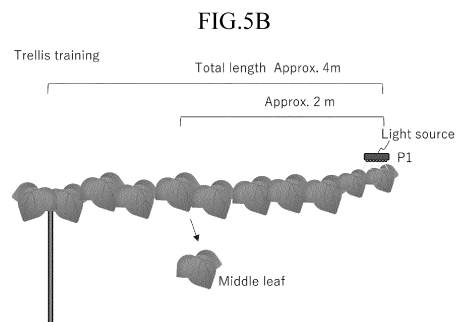 FIG.5B
Trellis training
Total length Approx. 4m
Approx. 2 m
Light source
P1
Middle leaf